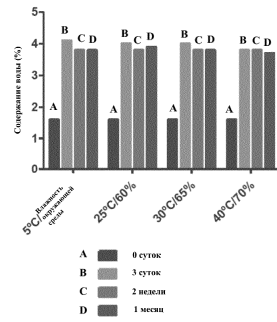 Содержание воды (%)
5
4
3
2
1
0
A B C D
A B C D
A B C D
A B C D
5°C/Влажность
окружающей
среды
25°C/60%
30°C/65%
40°C/70%
A 0 суток
B 3 суток
C 2 недели
D 1 месяц